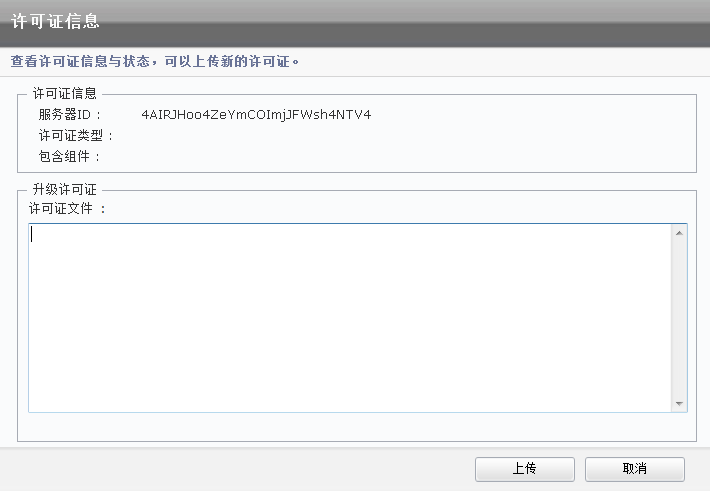 许可证信息
查看许可证信息与状态，可以上传新的许可证。
许可证信息
服务器ID： 4AIRJHoo4ZeYmCOImjJFWsh4NTV4
许可证类型：
包含组件：
升级许可证
许可证文件：
上传 取消